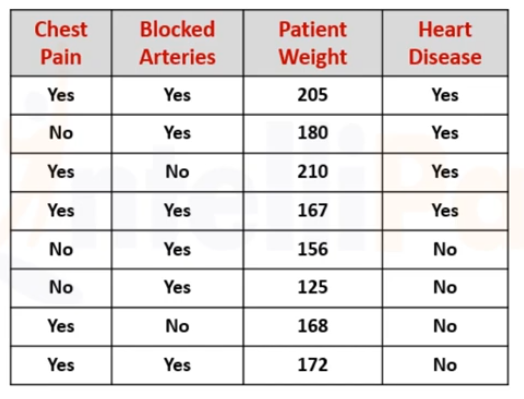 Chest Pain Blocked Arteries Patient Weight Heart Disease
Yes Yes 205 Yes
No Yes 180 Yes
Yes No 210 Yes
Yes Yes 167 Yes
No Yes 156 No
No Yes 125 No
Yes No 168 No
Yes Yes 172 No